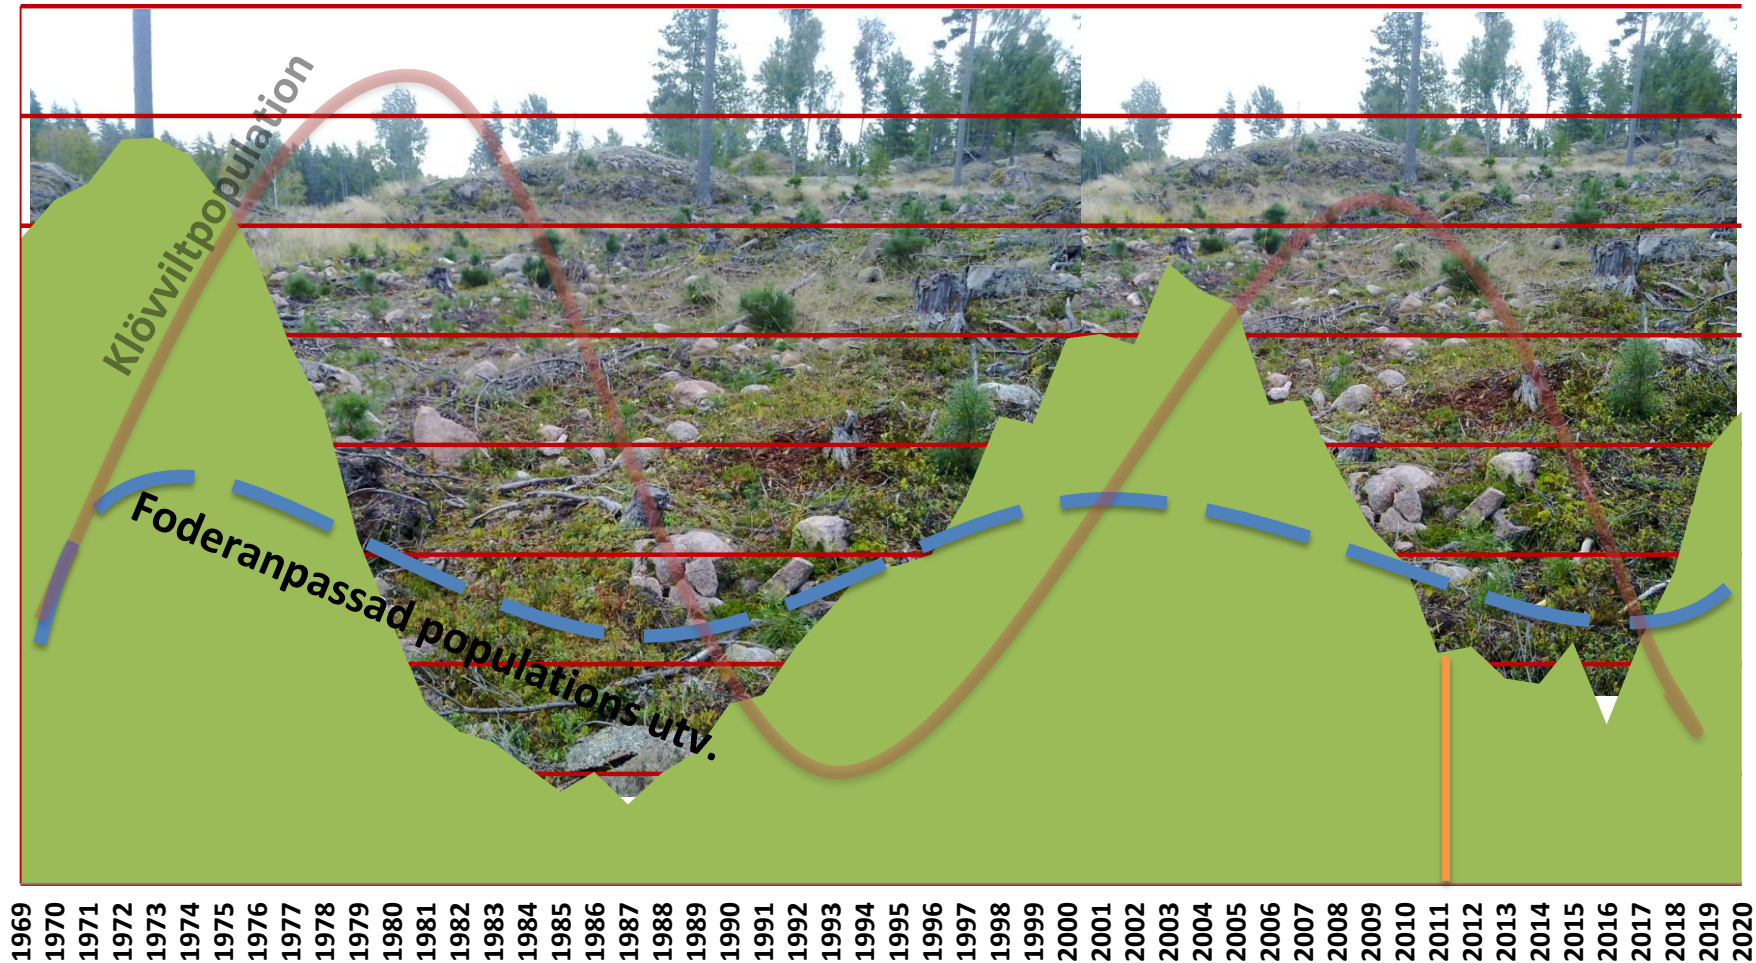 Klövviltpopulation
Foderanpassad populations utv.
1969 1970 1971 1972 1973 1974 1975 1976 1977 1978 1979 1980 1981 1982 1983 1984 1985 1986 1987 1988 1989 1990 1991 1992 1993 1994 1995 1996 1997 1998 1999 2000 2001 2002 2003 2004 2005 2006 2007 2008 2009 2010 2011 2012 2013 2014 2015 2016 2017 2018 2019 2020